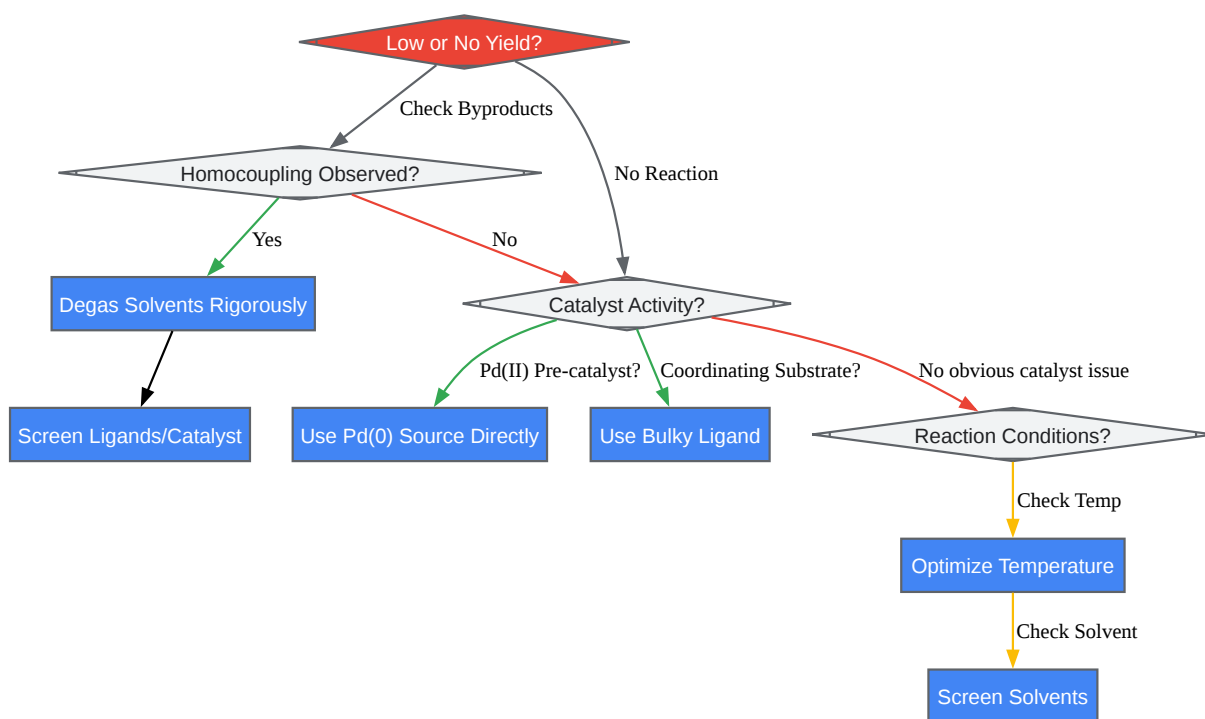 Low or No Yield?
Check Byproducts
Homocoupling Observed?
No Reaction
Yes
No
Degas Solvents Rigorously
Catalyst Activity?
Pd(II) Pre-catalyst?
Coordinating Substrate?
No obvious catalyst issue
Screen Ligands/Catalyst
Use Pd(0) Source Directly
Use Bulky Ligand
Reaction Conditions?
Check Temp
Optimize Temperature
Check Solvent
Screen Solvents